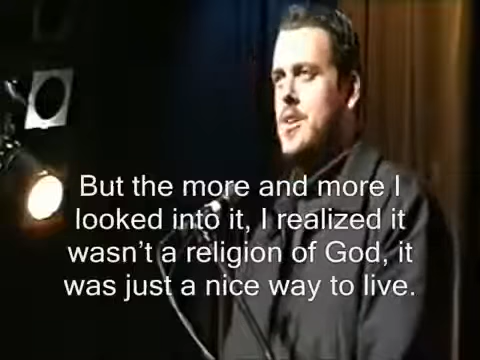 But the more and more I
looked into it, I realized it
wasn't a religion of God, it
was just a nice way to live.